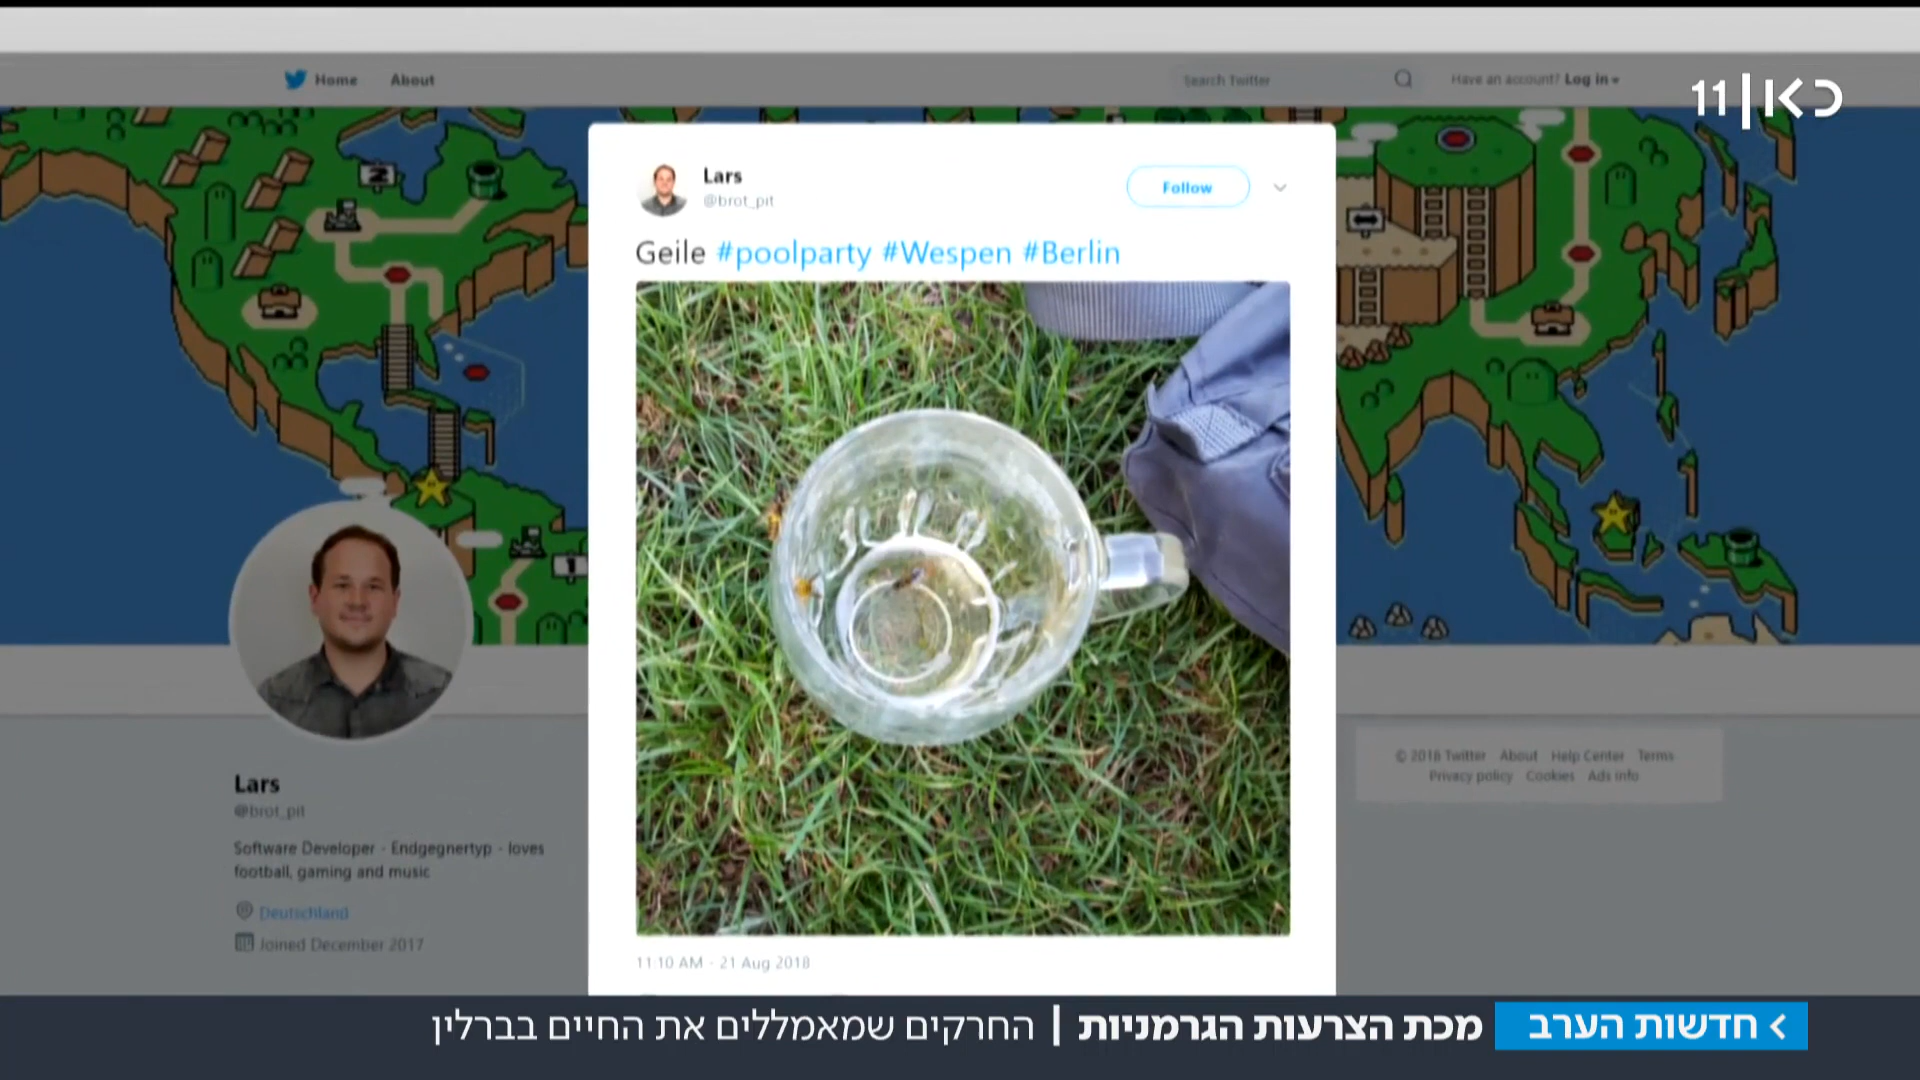 Home About Search Twitter Have an account? Log in
כאן 11
Lars
@brot_pit
Follow
Geile #poolparty #Wespen #Berlin
2
1
11:10 AM - 21 Aug 2018
Lars
@brot_pit
Software Developer - Endgegnertyp - loves
football, gaming and music
Deutschland
Joined December 2017
© 2018 Twitter About Help Center Terms
Privacy policy Cookies Ads info
חדשות הערב
מכת הצרעות הגרמניות | החרקים שמאמללים את החיים בברלין